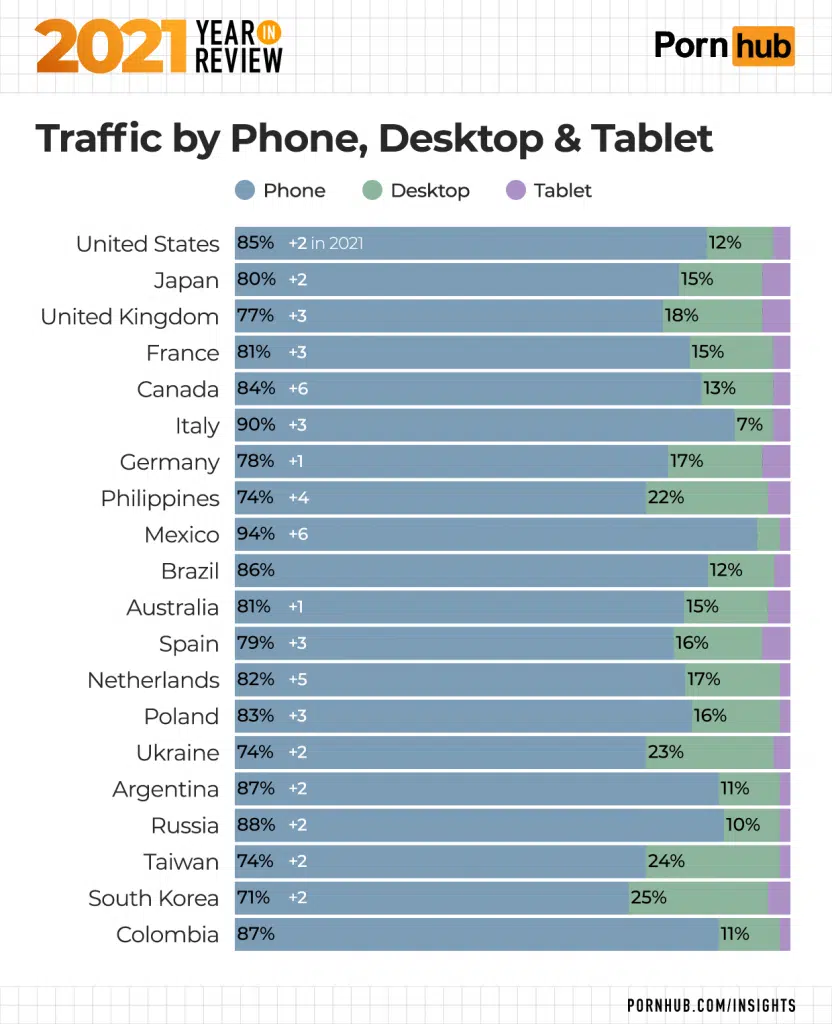 2021 YEAR IN REVIEW
Pornhub
Traffic by Phone, Desktop & Tablet
Phone Desktop Tablet
United States 85% +2 in 2021 12%
Japan 80% +2 15%
United Kingdom 77% +3 18%
France 81% +3 15%
Canada 84% +6 13%
Italy 90% +3 7%
Germany 78% +1 17%
Philippines 74% +4 22%
Mexico 94% +6
Brazil 86% 12%
Australia 81% +1 15%
Spain 79% +3 16%
Netherlands 82% +5 17%
Poland 83% +3 16%
Ukraine 74% +2 23%
Argentina 87% +2 11%
Russia 88% +2 10%
Taiwan 74% +2 24%
South Korea 71% +2 25%
Colombia 87% 11%
PORNHUB.COM/INSIGHTS